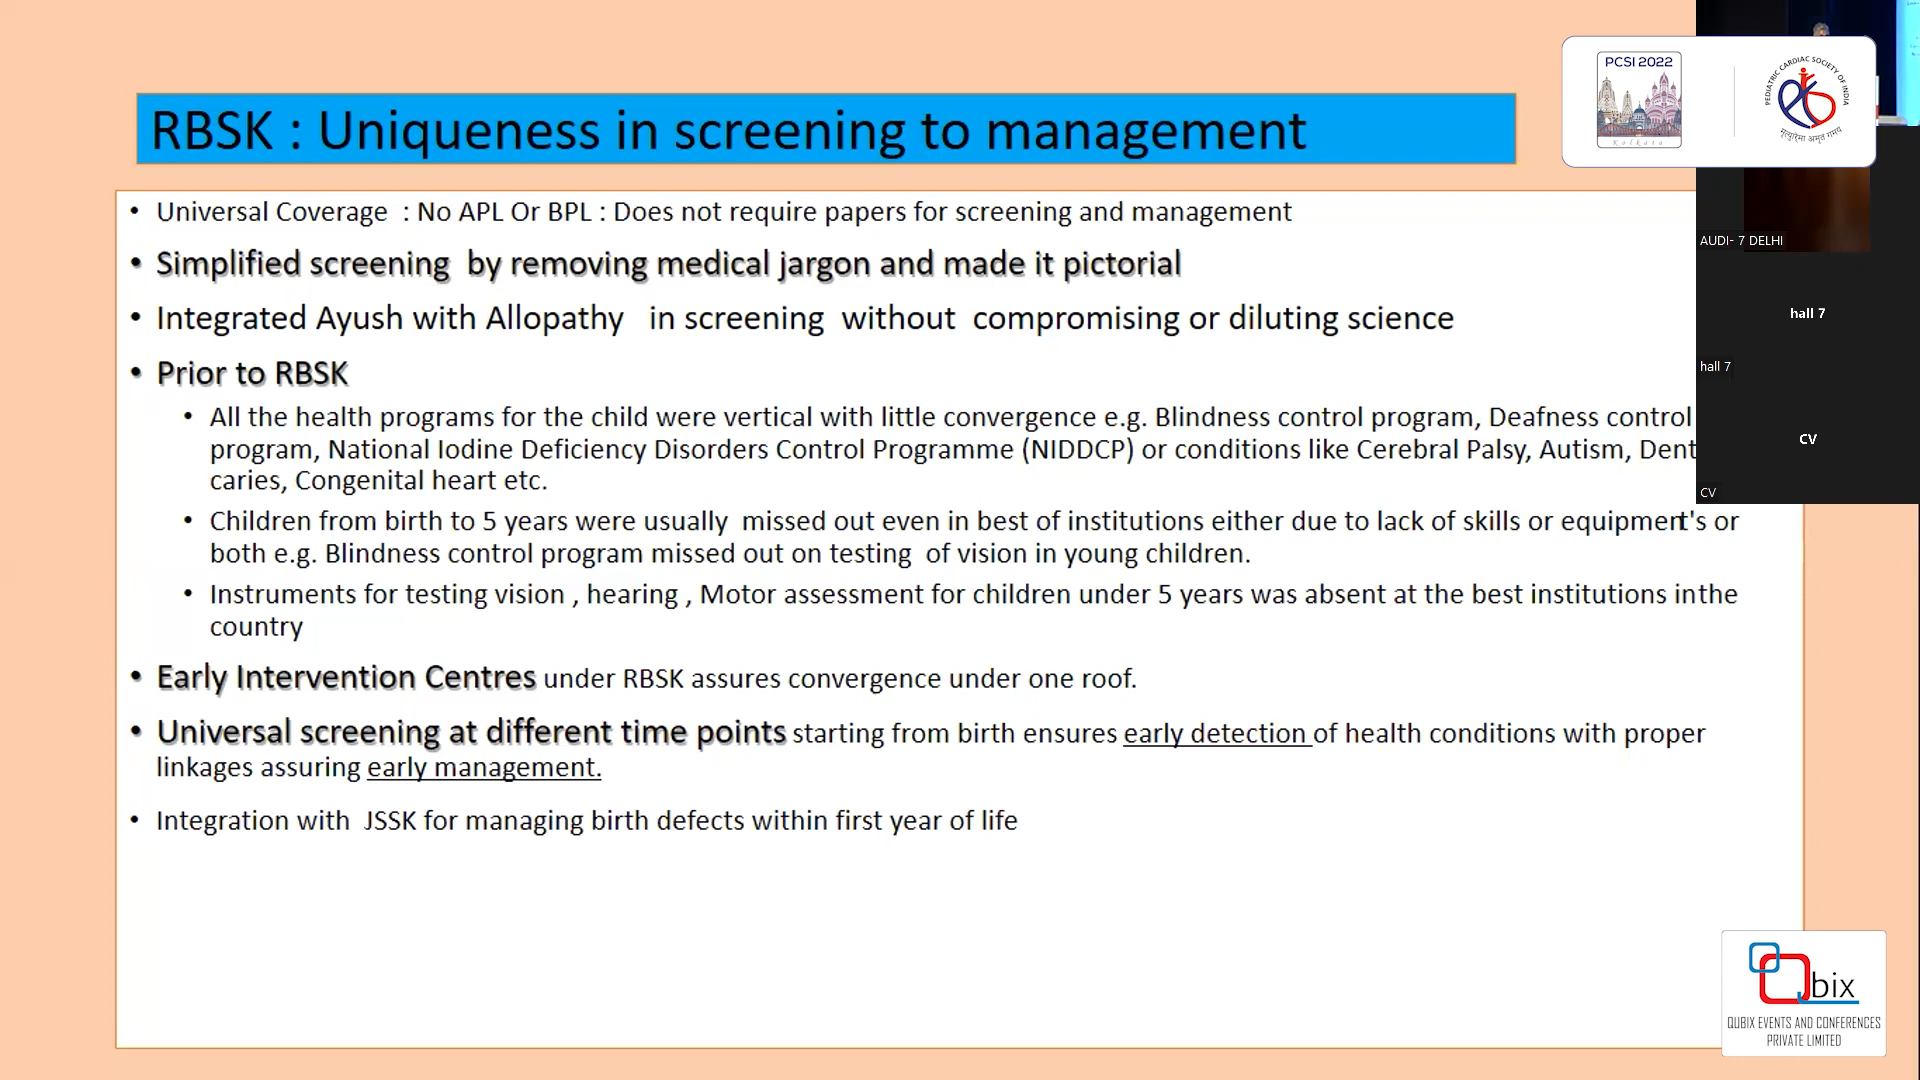 RBSK : Uniqueness in screening to management
• Universal Coverage : No APL Or BPL : Does not require papers for screening and management
• Simplified screening by removing medical jargon and made it pictorial
• Integrated Ayush with Allopathy in screening without compromising or diluting science
• Prior to RBSK
• All the health programs for the child were vertical with little convergence e.g. Blindness control program, Deafness control
program, National Iodine Deficiency Disorders Control Programme (NIDDCP) or conditions like Cerebral Palsy, Autism, Dent
caries, Congenital heart etc.
• Children from birth to 5 years were usually missed out even in best of institutions either due to lack of skills or equipment's or
both e.g. Blindness control program missed out on testing of vision in young children.
• Instruments for testing vision , hearing , Motor assessment for children under 5 years was absent at the best institutions inthe
country
• Early Intervention Centres under RBSK assures convergence under one roof.
• Universal screening at different time points starting from birth ensures early detection of health conditions with proper
linkages assuring early management.
• Integration with JSSK for managing birth defects within first year of life
PCSI 2022
Kolkata
PEDIATRIC CARDIAC SOCIETY OF INDIA
AUDI- 7 DELHI
hall 7
hall 7
CV
CV
Qbix
QUBIX EVENTS AND CONFERENCES
PRIVATE LIMITED